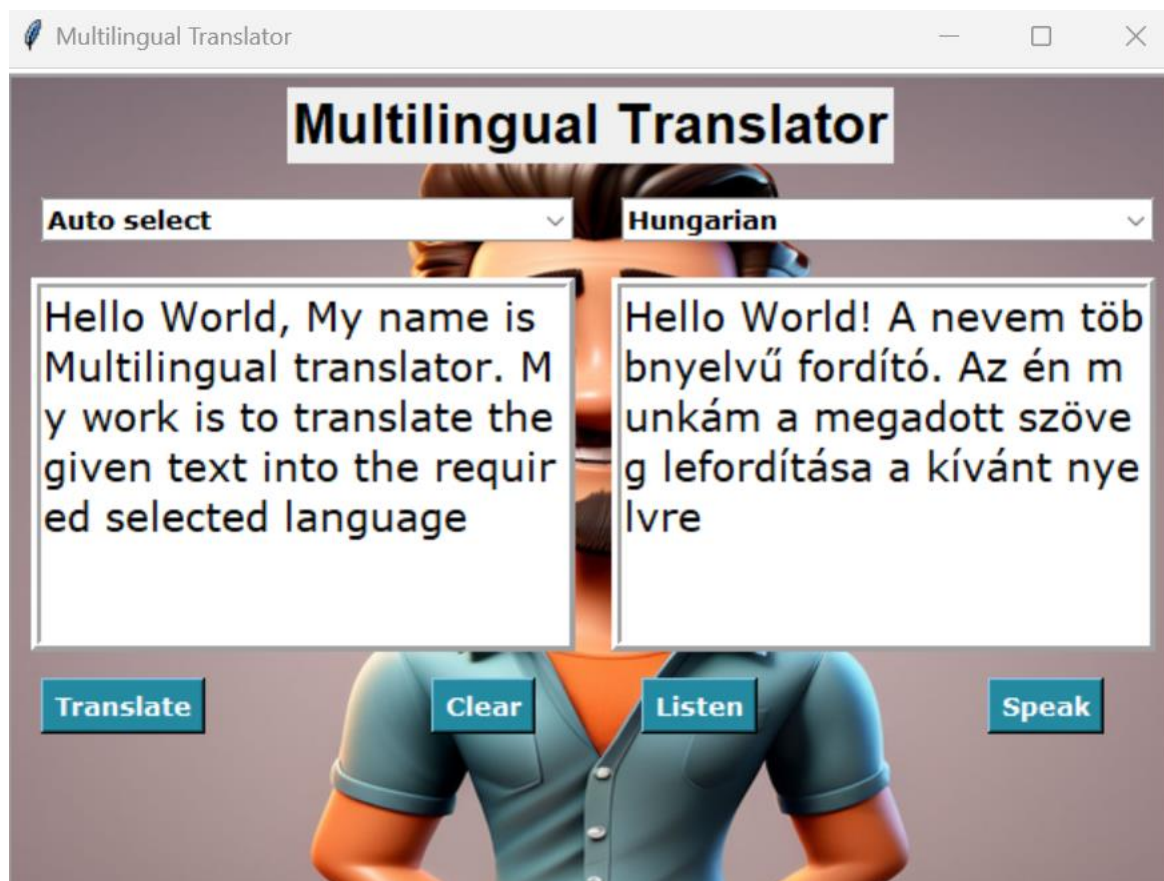 Multilingual Translator
Multilingual Translator
Auto select
Hungarian
Hello World, My name is
Multilingual translator. M
y work is to translate the
given text into the requir
ed selected language
Hello World! A nevem töb
bnyelvű fordító. Az én m
unkám a megadott szöve
g lefordítása a kívánt nye
lvre
Translate
Clear
Listen
Speak